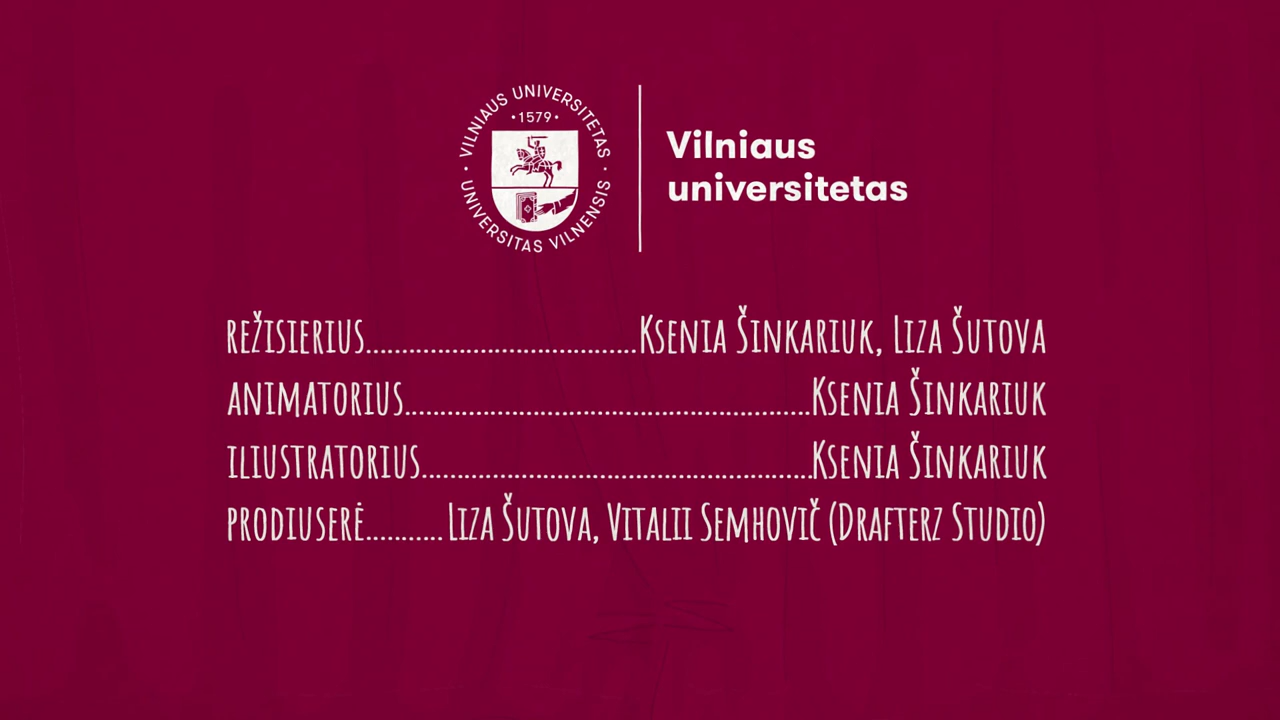 VILNIAUS UNIVERSITETAS
·1579·
UNIVERSITAS VILNENSIS
Vilniaus
universitetas
REŽISIERIUS......................................KSENIA ŠINKARIUK, LIZA ŠUTOVA
ANIMATORIUS.........................................................KSENIA ŠINKARIUK
ILIUSTRATORIUS.......................................................KSENIA ŠINKARIUK
PRODIUSERĖ...........LIZA ŠUTOVA, VITALII SEMHOVIČ (DRAFTERZ STUDIO)